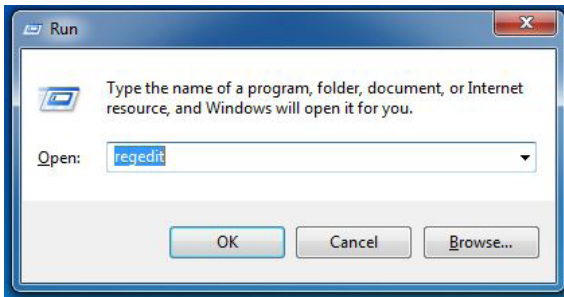 Run
Type the name of a program, folder, document, or Internet
resource, and Windows will open it for you.
Open: regedit
OK Cancel Browse...